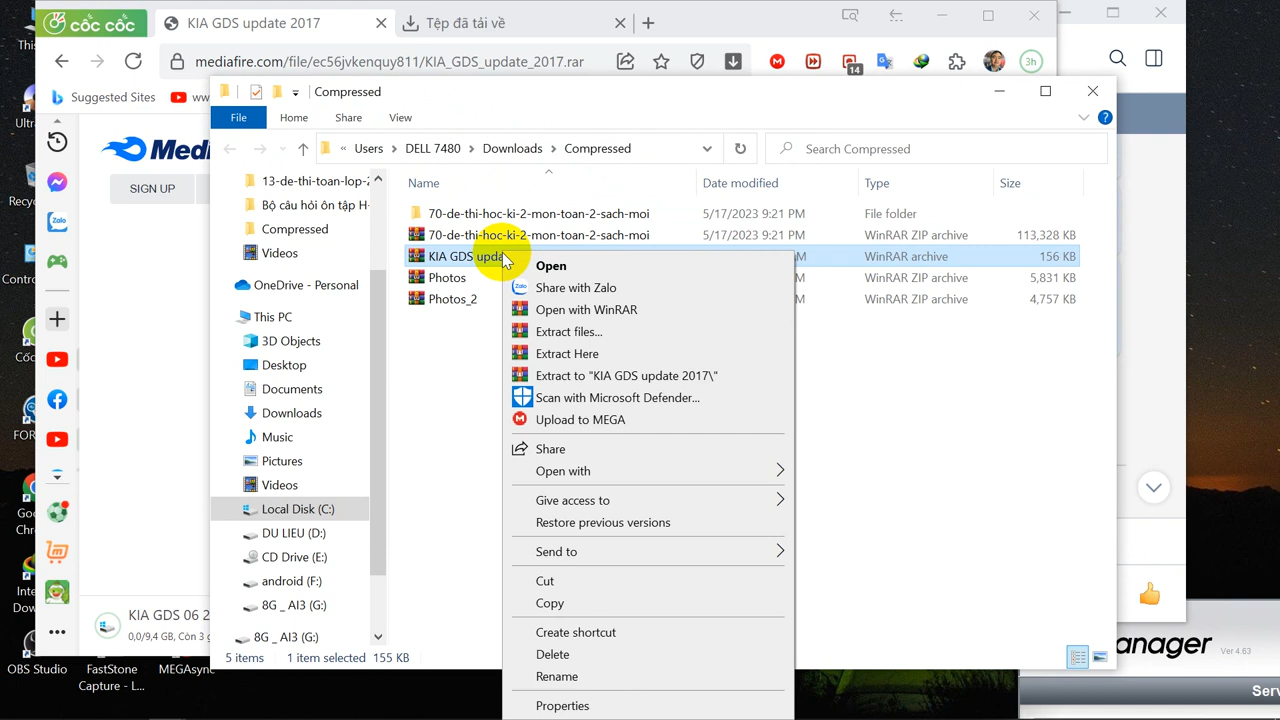 This
CỐC CỐC
KIA GDS update 2017
Tệp đã tải về
mediafire.com/file/ec56jvkenquy811/KIA_GDS_update_2017.rar
14
3h
Suggested Sites
Compressed
File
Home
Share
View
Users
DELL 7480
Downloads
Compressed
Search Compressed
SIGN UP
Name
Date modified
Type
Size
13-de-thi-toan-lop-2
Bộ câu hỏi ôn tập H
Compressed
Videos
OneDrive - Personal
This PC
3D Objects
Desktop
Documents
Downloads
Music
Pictures
Videos
Local Disk (C:)
DU LIEU (D:)
CD Drive (E:)
android (F:)
8G _ AI3 (G:)
8G _ AI3 (G:)
70-de-thi-hoc-ki-2-mon-toan-2-sach-moi 5/17/2023 9:21 PM File folder
70-de-thi-hoc-ki-2-mon-toan-2-sach-moi 5/17/2023 9:21 PM WinRAR ZIP archive 113,328 KB
KIA GDS upda M WinRAR archive 156 KB
Photos M WinRAR ZIP archive 5,831 KB
Photos_2 M WinRAR ZIP archive 4,757 KB
Open
Zalo Share with Zalo
Open with WinRAR
Extract files...
Extract Here
Extract to "KIA GDS update 2017\"
Scan with Microsoft Defender...
Upload to MEGA
Share
Open with
Give access to
Restore previous versions
Send to
Cut
Copy
Create shortcut
Delete
Rename
Properties
5 items 1 item selected 155 KB
Zalo
KIA GDS 06 2
0,0/9,4 GB, Còn 3 g
OBS Studio
FastStone
Capture - L...
MEGAsync
anager Ver 4.63
Serv